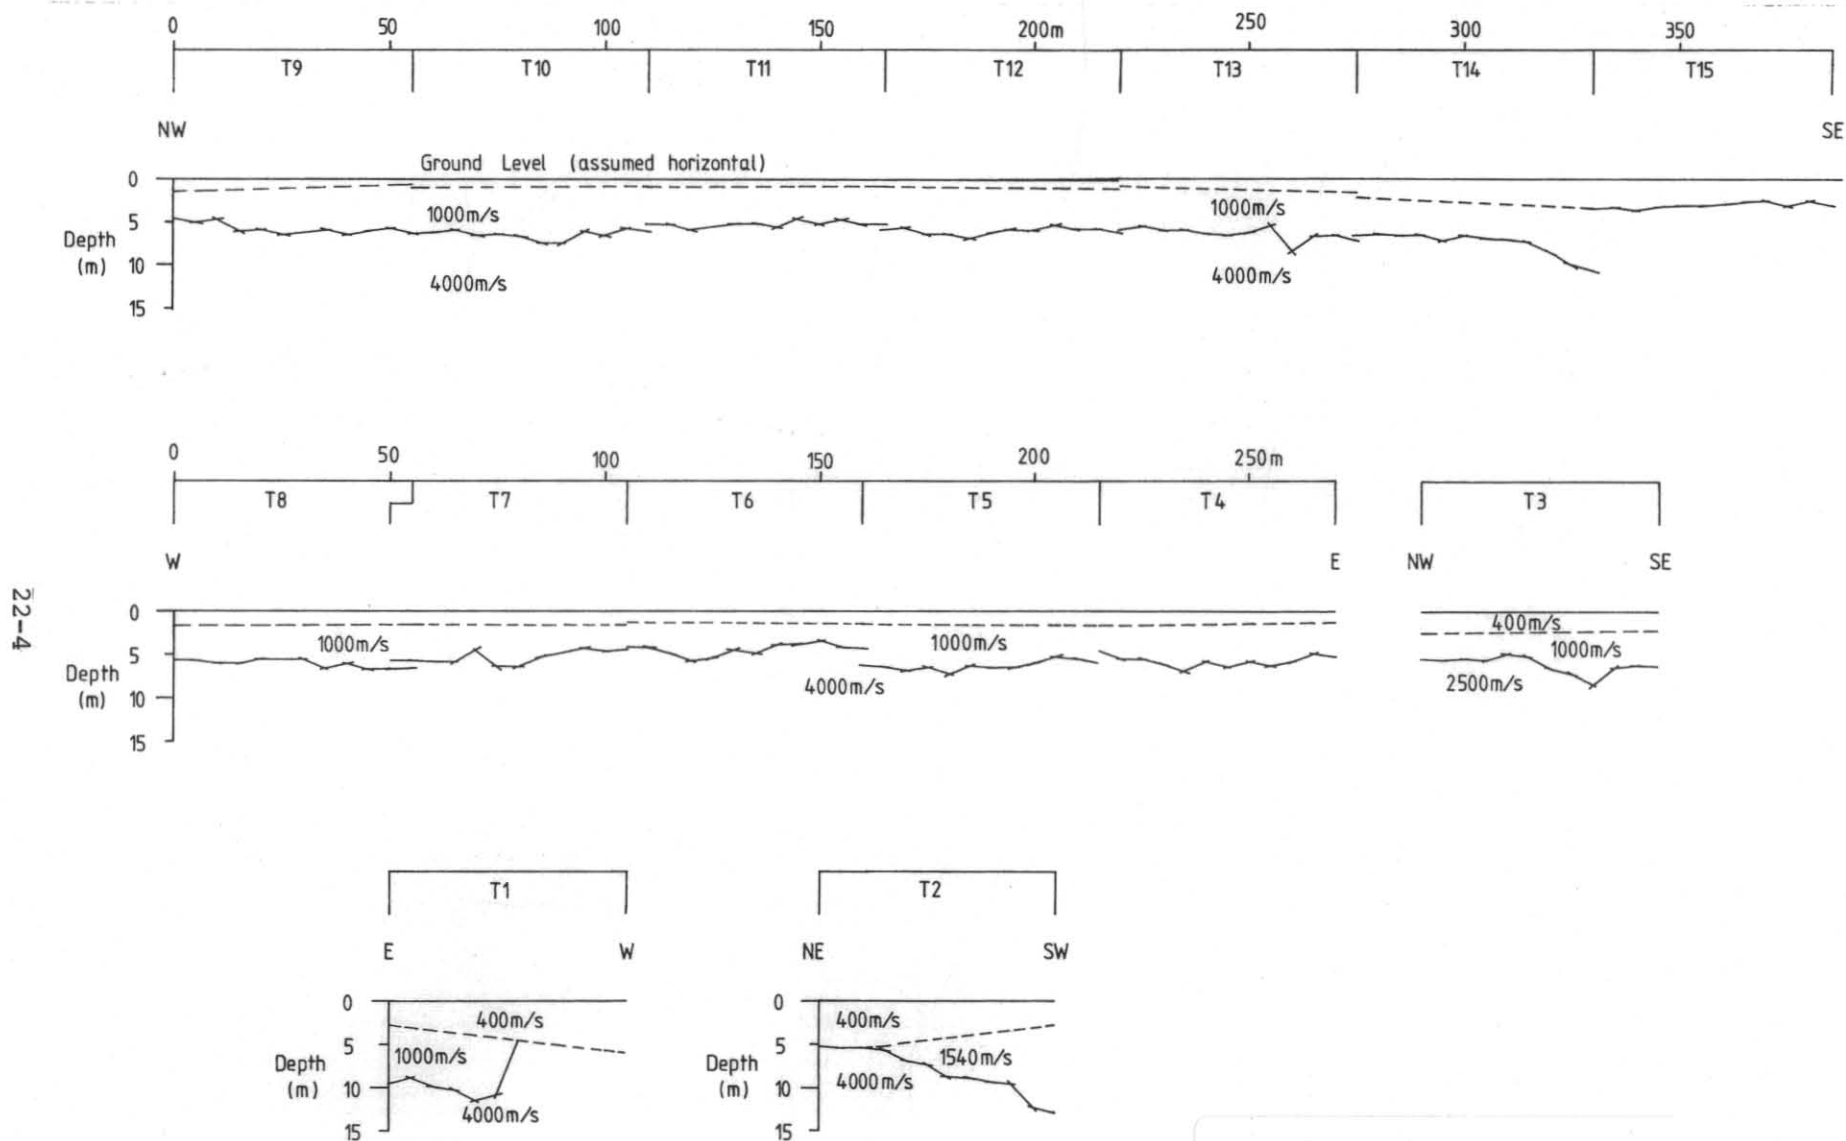 0 50 100 150 200m 250 300 350
T9 T10 T11 T12 T13 T14 T15
NW SE
Ground Level (assumed horizontal)
0
1000m/s 1000m/s
5
Depth
(m)
10
4000m/s 4000m/s
15
0 50 100 150 200 250m
T8 T7 T6 T5 T4 T3
W E NW SE
22-4
0
400m/s
1000m/s 1000m/s 1000m/s
5
Depth
(m)
4000m/s 2500m/s
10
15
T1 T2
E W NE SW
0 0
400m/s 400m/s
5 5
1000m/s 1540m/s
Depth Depth
(m) (m)
4000m/s
10 10
4000m/s
15 15